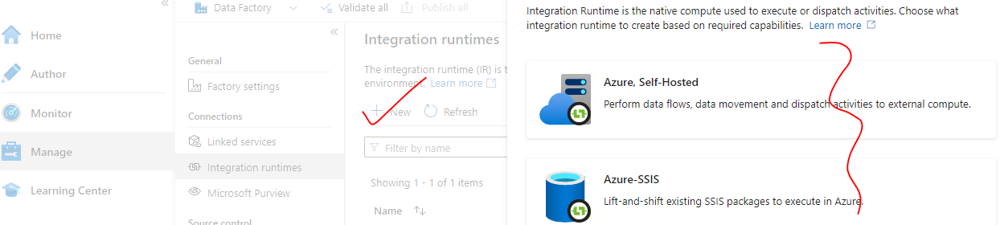 Data Factory
Validate all
Publish all
Home
Author
Monitor
Manage
Learning Center
General
Factory settings
Connections
Linked services
Integration runtimes
Microsoft Purview
Source control
Integration runtimes
The integration runtime (IR) is t
environment. Learn more
New
Refresh
Filter by name
Showing 1 - 1 of 1 items
Name
Integration Runtime is the native compute used to execute or dispatch activities. Choose what
integration runtime to create based on required capabilities. Learn more
Azure, Self-Hosted
Perform data flows, data movement and dispatch activities to external compute.
Azure-SSIS
Lift-and-shift existing SSIS packages to execute in Azure.